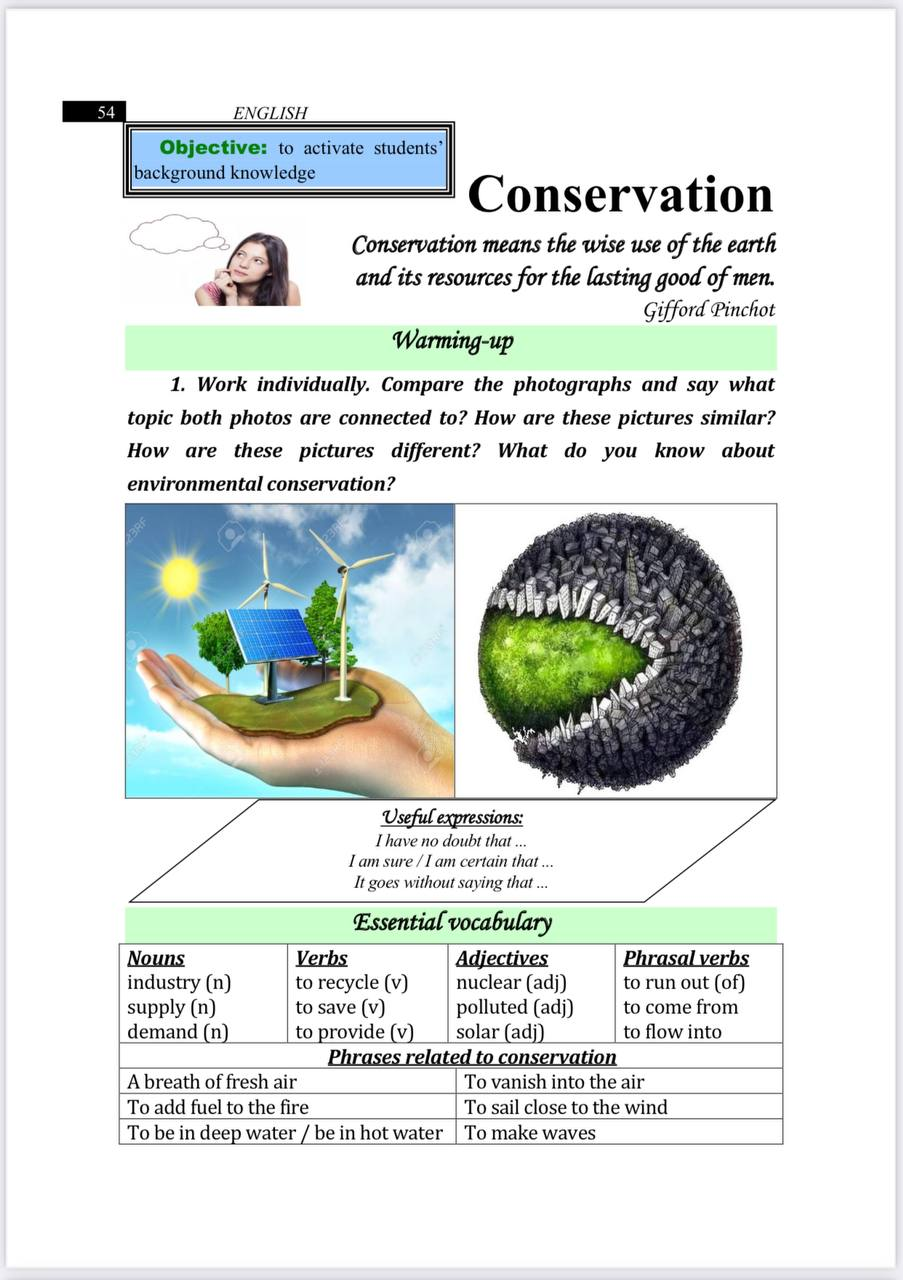 54
ENGLISH
Objective: to activate students’
background knowledge
Conservation
Conservation means the wise use of the earth
and its resources for the lasting good of men.
Gifford Pinchot
Warming-up
1. Work individually. Compare the photographs and say what
topic both photos are connected to? How are these pictures similar?
How are these pictures different? What do you know about
environmental conservation?
123RF
123RF
Useful expressions:
I have no doubt that ...
I am sure / I am certain that ...
It goes without saying that ...
Essential vocabulary
Nouns
industry (n)
supply (n)
demand (n)
Verbs
to recycle (v)
to save (v)
to provide (v)
Adjectives
nuclear (adj)
polluted (adj)
solar (adj)
Phrasal verbs
to run out (of)
to come from
to flow into
Phrases related to conservation
A breath of fresh air
To vanish into the air
To add fuel to the fire
To sail close to the wind
To be in deep water / be in hot water
To make waves